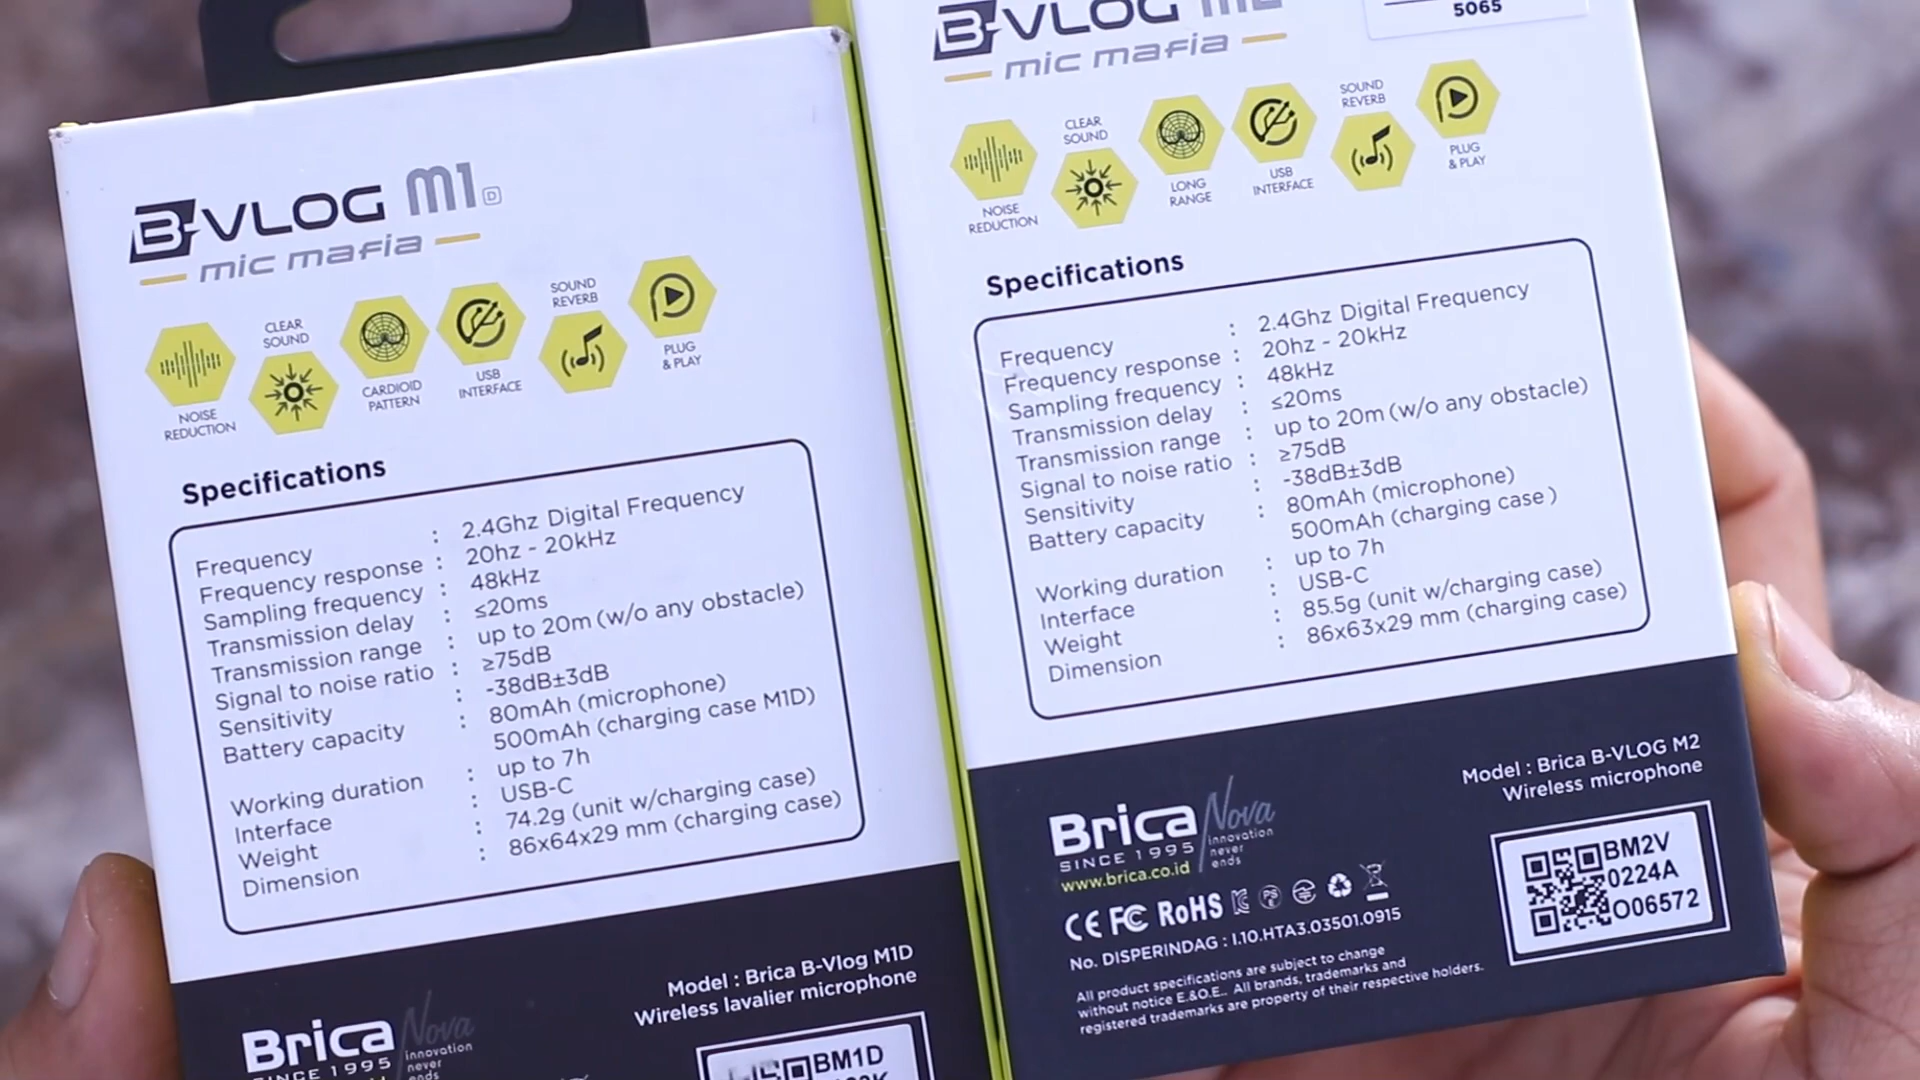 B-VLOG M1 D
mic mafia
NOISE
REDUCTION
CLEAR
SOUND
CARDIOID
PATTERN
USB
INTERFACE
SOUND
REVERB
PLUG
& PLAY
Specifications
Frequency : 2.4Ghz Digital Frequency
Frequency response : 20hz - 20kHz
Sampling frequency : 48kHz
Transmission delay : ≤20ms
Transmission range : up to 20m (w/o any obstacle)
Signal to noise ratio : ≥75dB
Sensitivity : -38dB±3dB
Battery capacity : 80mAh (microphone)
500mAh (charging case M1D)
Working duration : up to 7h
Interface : USB-C
Weight : 74.2g (unit w/charging case)
Dimension : 86x64x29 mm (charging case)
Model : Brica B-Vlog M1D
Wireless lavalier microphone
Brica Nova
SINCE 1995
innovation
never
ends
BM1D
B-VLOG
mic mafia
5065
NOISE
REDUCTION
CLEAR
SOUND
LONG
RANGE
USB
INTERFACE
SOUND
REVERB
PLUG
& PLAY
Specifications
Frequency : 2.4Ghz Digital Frequency
Frequency response : 20hz - 20kHz
Sampling frequency : 48kHz
Transmission delay : ≤20ms
Transmission range : up to 20m (w/o any obstacle)
Signal to noise ratio : ≥75dB
Sensitivity : -38dB±3dB
Battery capacity : 80mAh (microphone)
500mAh (charging case )
Working duration : up to 7h
Interface : USB-C
Weight : 85.5g (unit w/charging case)
Dimension : 86x63x29 mm (charging case)
Model : Brica B-VLOG M2
Wireless microphone
Brica Nova
SINCE 1995
innovation
never
ends
www.brica.co.id
CE FC RoHS
No. DISPERINDAG : I.10.HTA3.03501.0915
All product specifications are subject to change
without notice E.&O.E.. All brands, trademarks and
registered trademarks are property of their respective holders.
BM2V
0224A
O06572